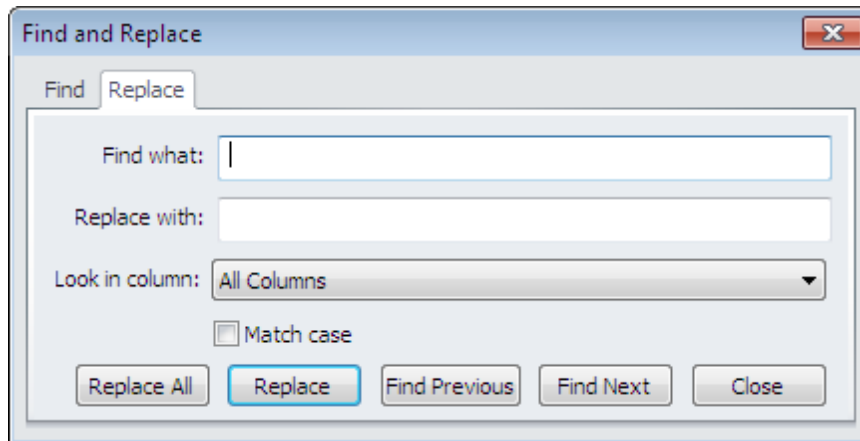 Find and Replace
Find Replace
Find what:
Replace with:
Look in column: All Columns
Match case
Replace All Replace Find Previous Find Next Close